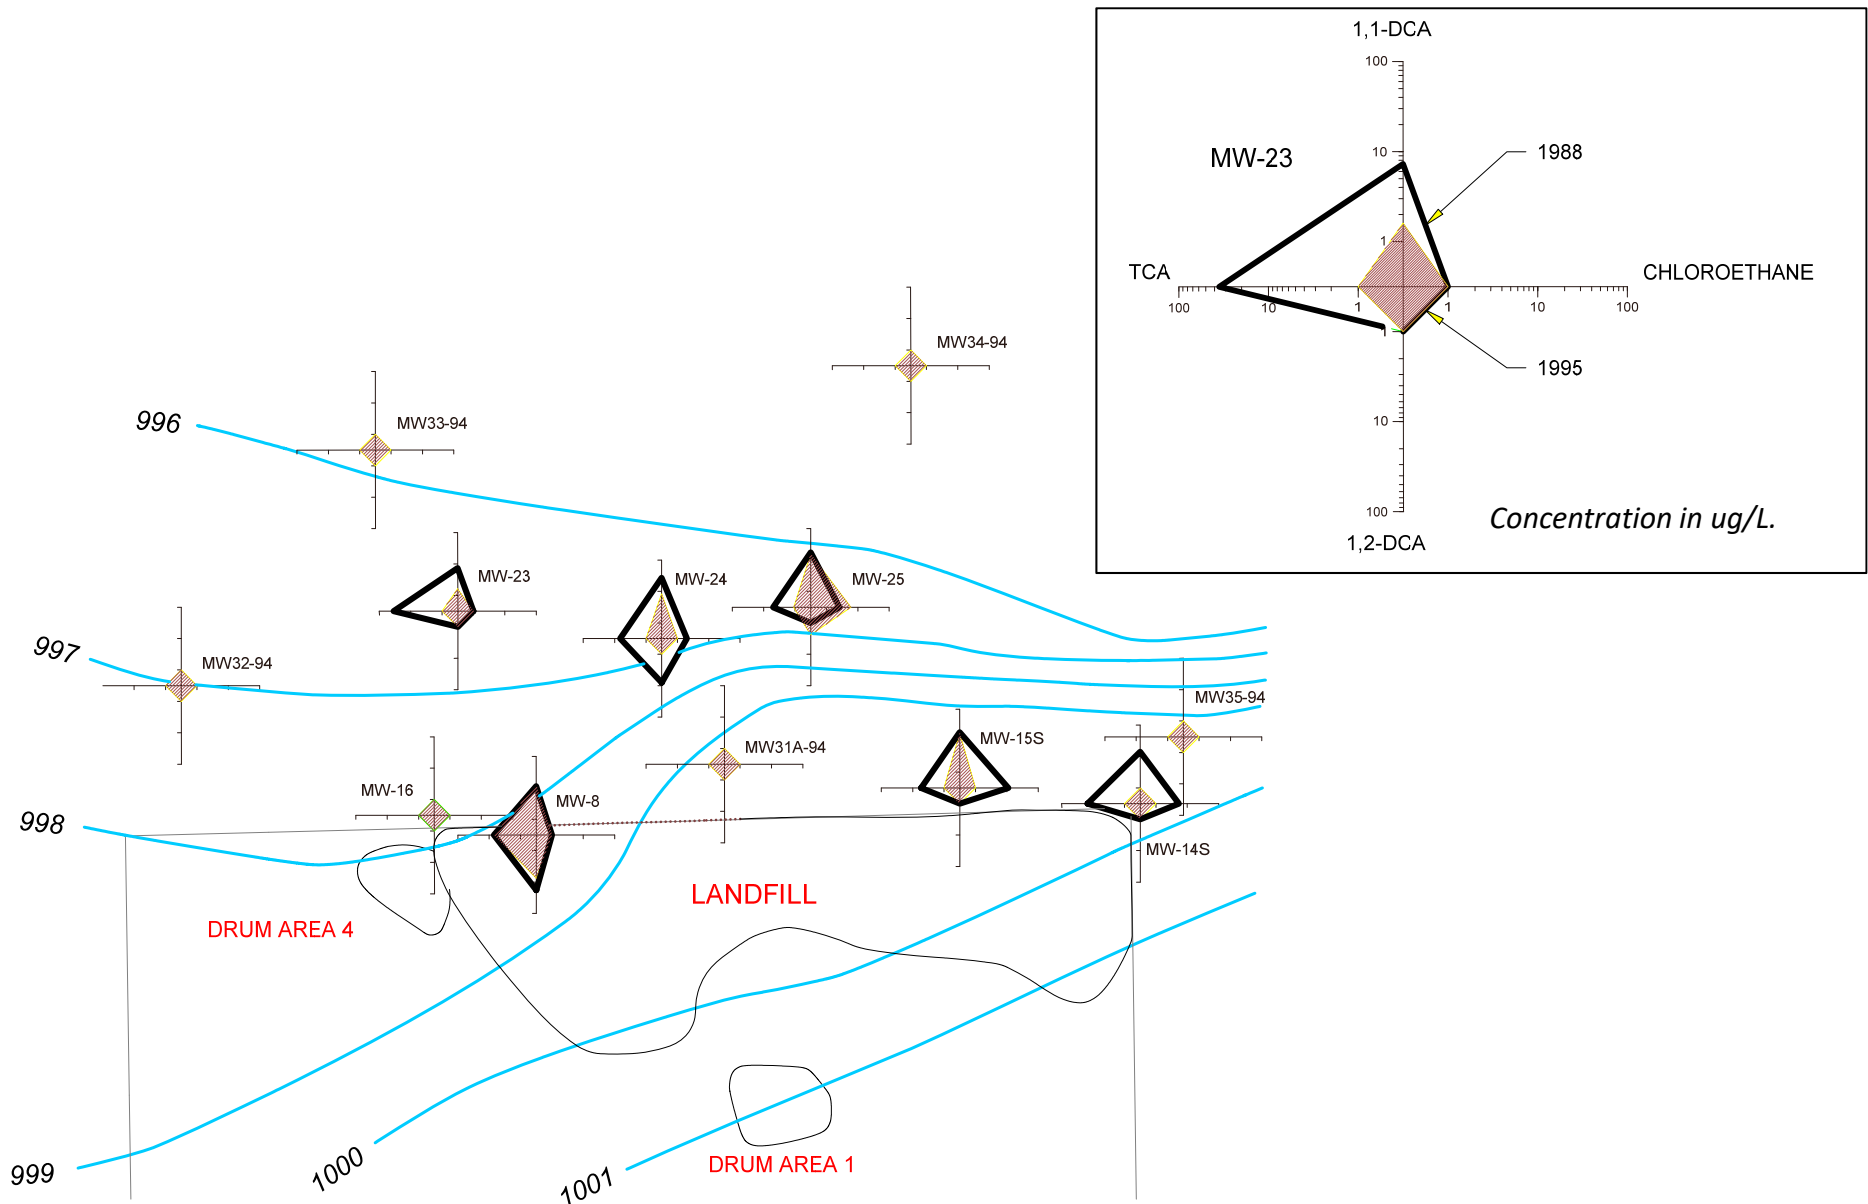 1,1-DCA
100
10
MW-23
1988
1
TCA
CHLOROETHANE
100
10
1
1
10
100
1
1995
10
100
Concentration in ug/L.
1,2-DCA
MW34-94
996
MW33-94
MW-23
MW-24
MW-25
997
MW32-94
MW35-94
MW-15S
MW31A-94
MW-16
MW-8
998
MW-14S
LANDFILL
DRUM AREA 4
999
1000
1001
DRUM AREA 1